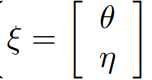 ξ = [ θ
η ]